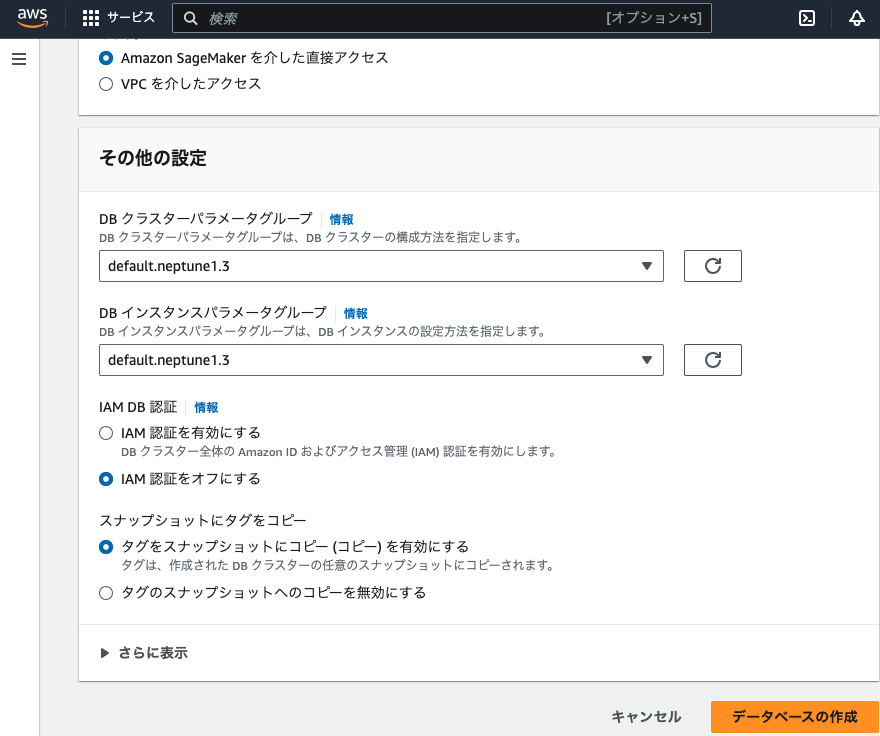 aws
サービス
検索
[オプション+S]
Amazon SageMaker を介した直接アクセス
VPC を介したアクセス
その他の設定
DB クラスターパラメータグループ 情報
DB クラスターパラメータグループは、DB クラスターの構成方法を指定します。
default.neptune1.3
DB インスタンスパラメータグループ 情報
DB インスタンスパラメータグループは、DB インスタンスの設定方法を指定します。
default.neptune1.3
IAM DB 認証 情報
IAM 認証を有効にする
DB クラスター全体の Amazon ID およびアクセス管理 (IAM) 認証を有効にします。
IAM 認証をオフにする
スナップショットにタグをコピー
タグをスナップショットにコピー (コピー) を有効にする
タグは、作成された DB クラスターの任意のスナップショットにコピーされます。
タグのスナップショットへのコピーを無効にする
さらに表示
キャンセル
データベースの作成